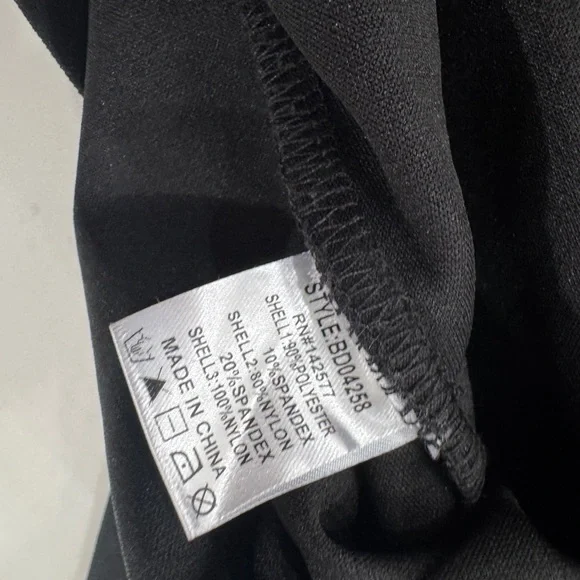 STYLE:BD04258
RN#142577
SHELL1:90%POLYESTER
10%SPANDEX
SHELL2:80%NYLON
20%SPANDEX
SHELL3:100%NYLON
MADE IN CHINA